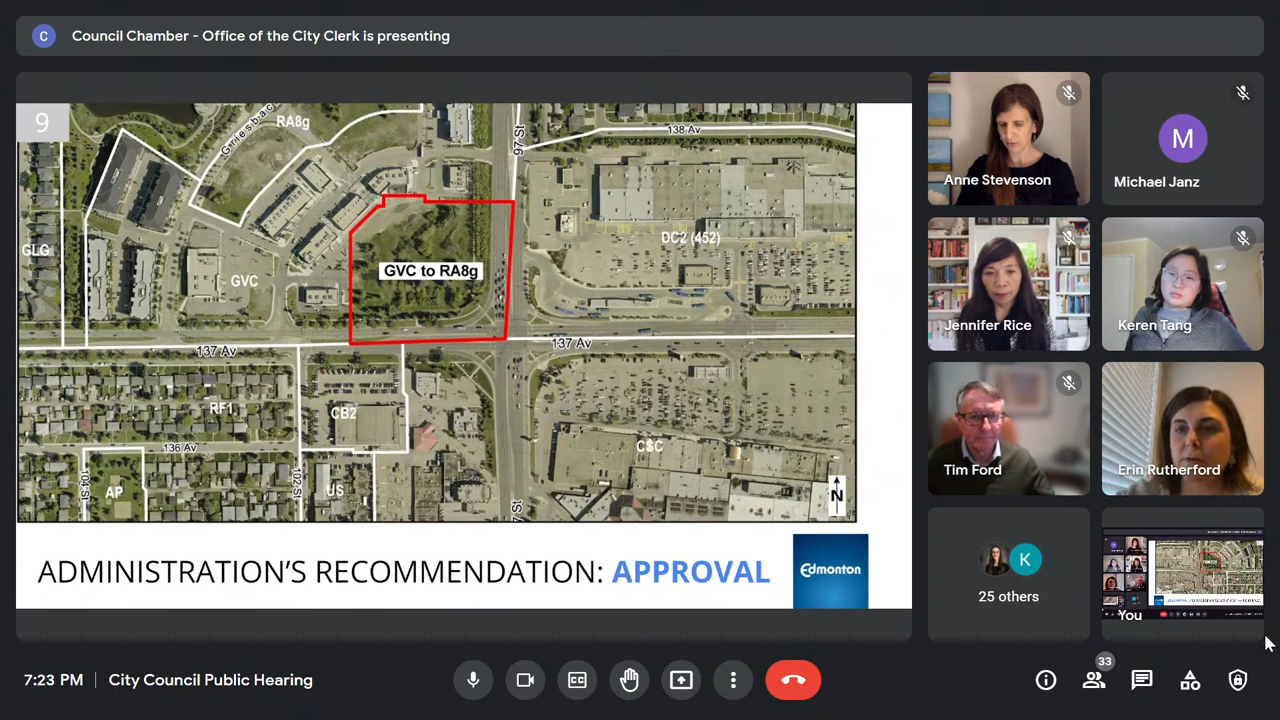 C Council Chamber - Office of the City Clerk is presenting
9
RA8g
Griesbach
97 St
138 Av
GLG
GVC
GVC to RA8g
DC2 (452)
137 Av
137 Av
RF1
CB2
136 Av
CSC
104 St
AP
102 St
US
N
ADMINISTRATION'S RECOMMENDATION: APPROVAL
Edmonton
Anne Stevenson
M
Michael Janz
Jennifer Rice
Keren Tang
Tim Ford
Erin Rutherford
K
25 others
You
7:23 PM | City Council Public Hearing
33